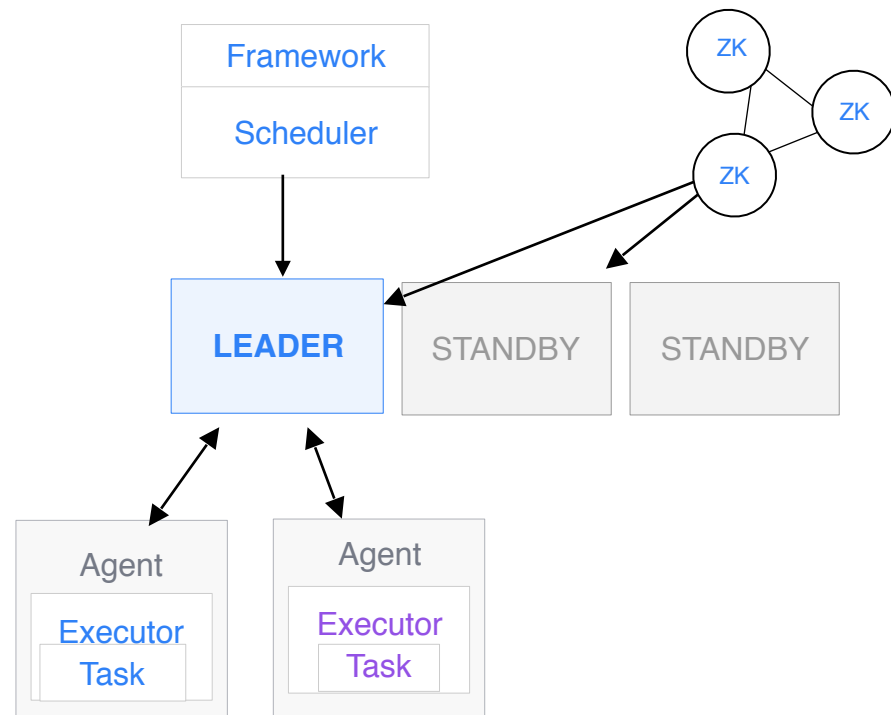 Framework
Scheduler
ZK
ZK
ZK
LEADER
STANDBY
STANDBY
Agent
Executor
Task
Agent
Executor
Task